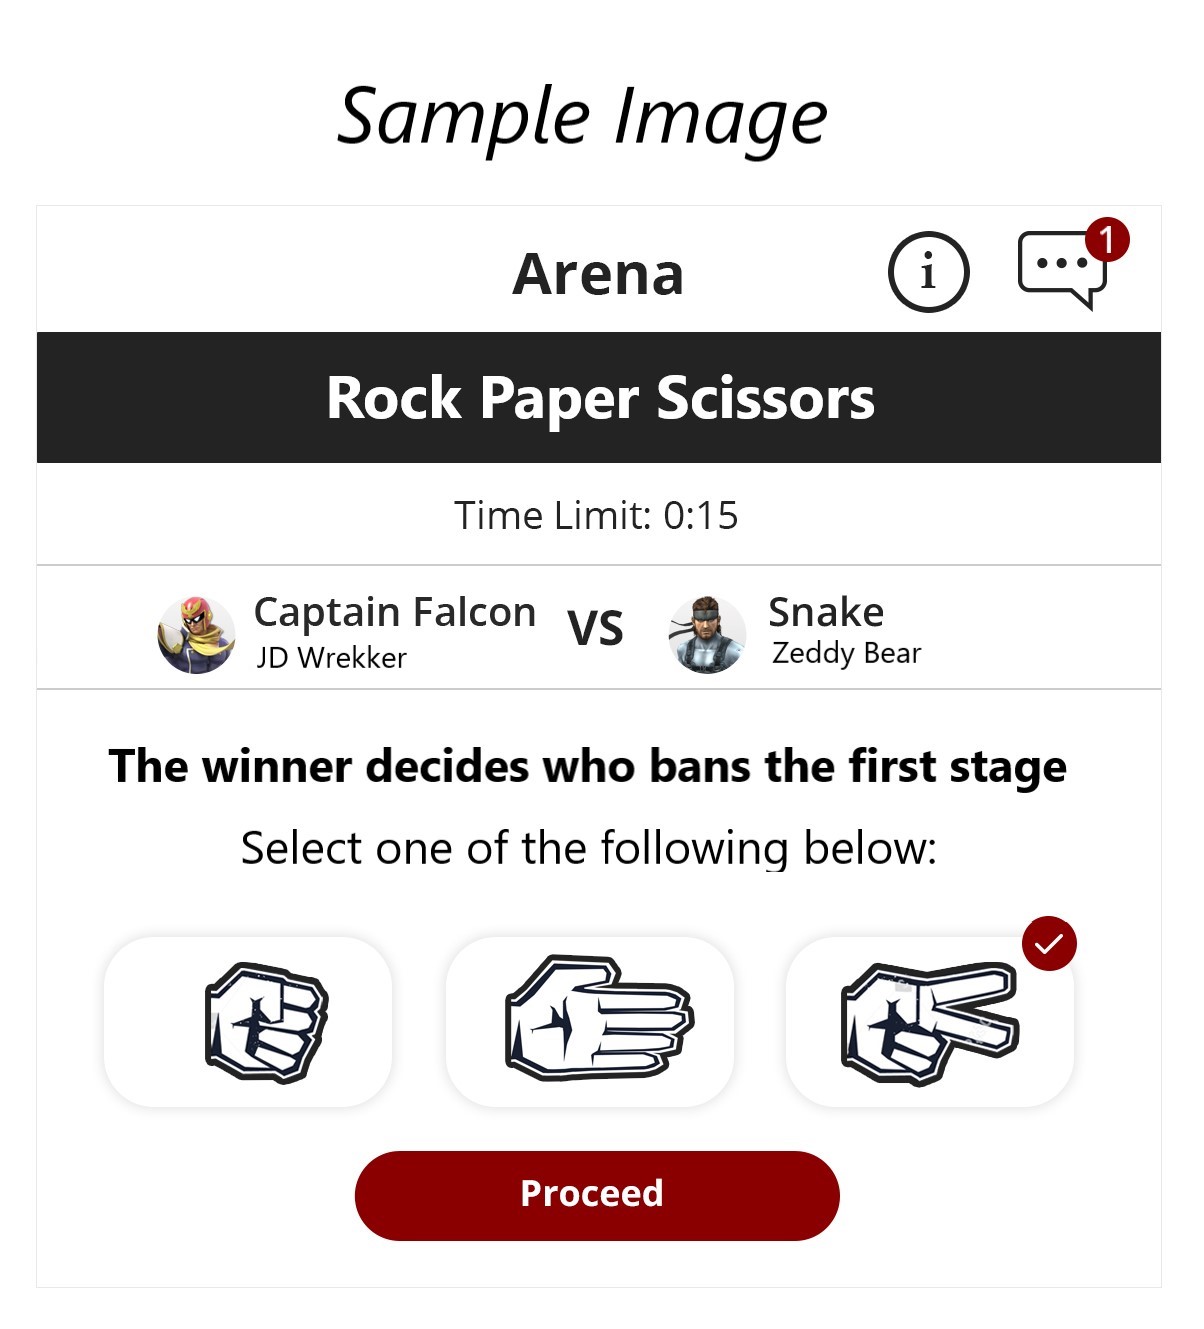 Sample Image
Arena
i
1
Rock Paper Scissors
Time Limit: 0:15
Captain Falcon
JD Wrekker
VS
Snake
Zeddy Bear
The winner decides who bans the first stage
Select one of the following below:
Proceed